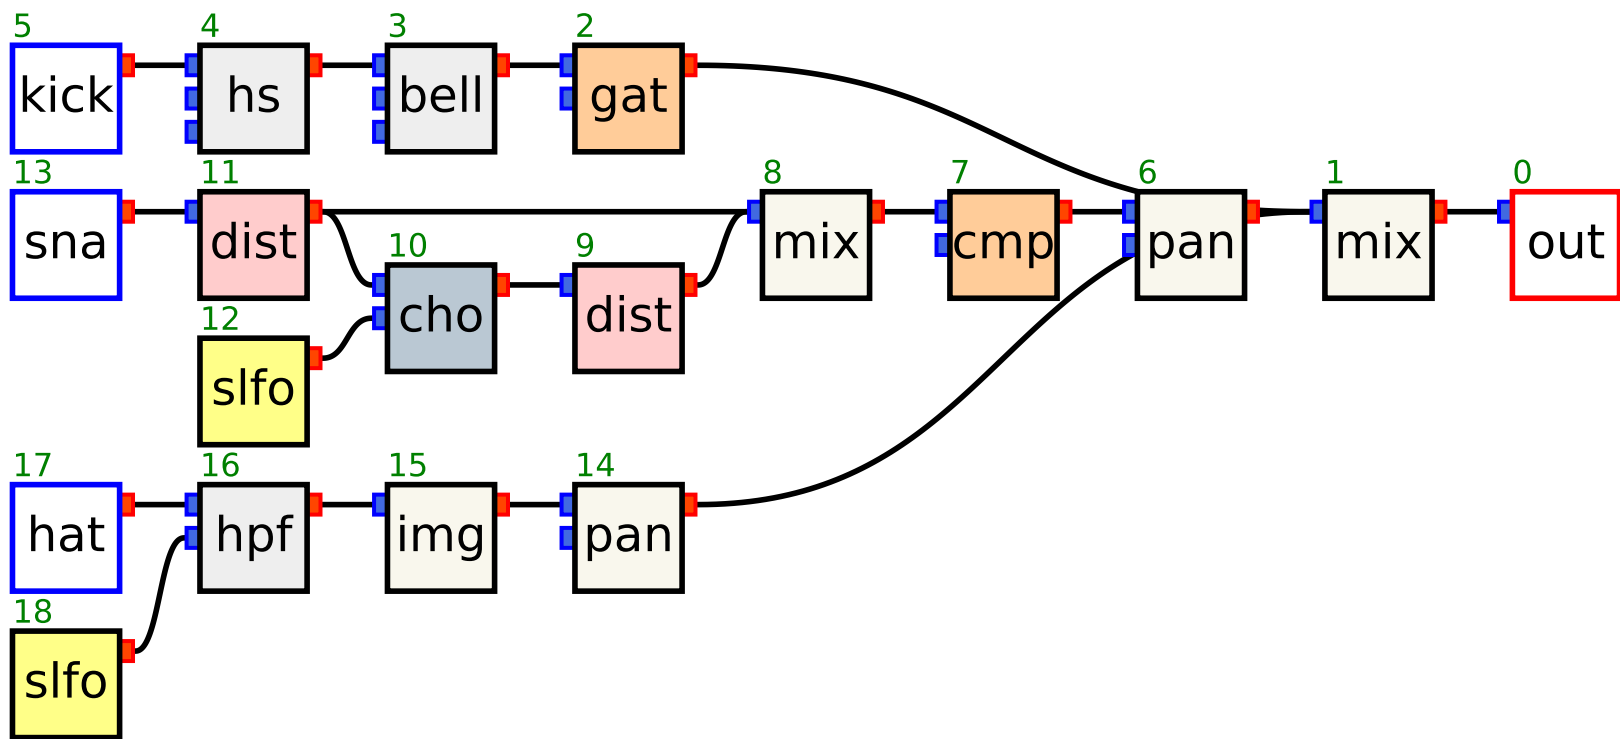 5 4 3 2
kick hs bell gat
13 11 8 7 6 1 0
sna dist mix cmp pan mix out
10 9
cho dist
12
slfo
17 16 15 14
hat hpf img pan
18
slfo